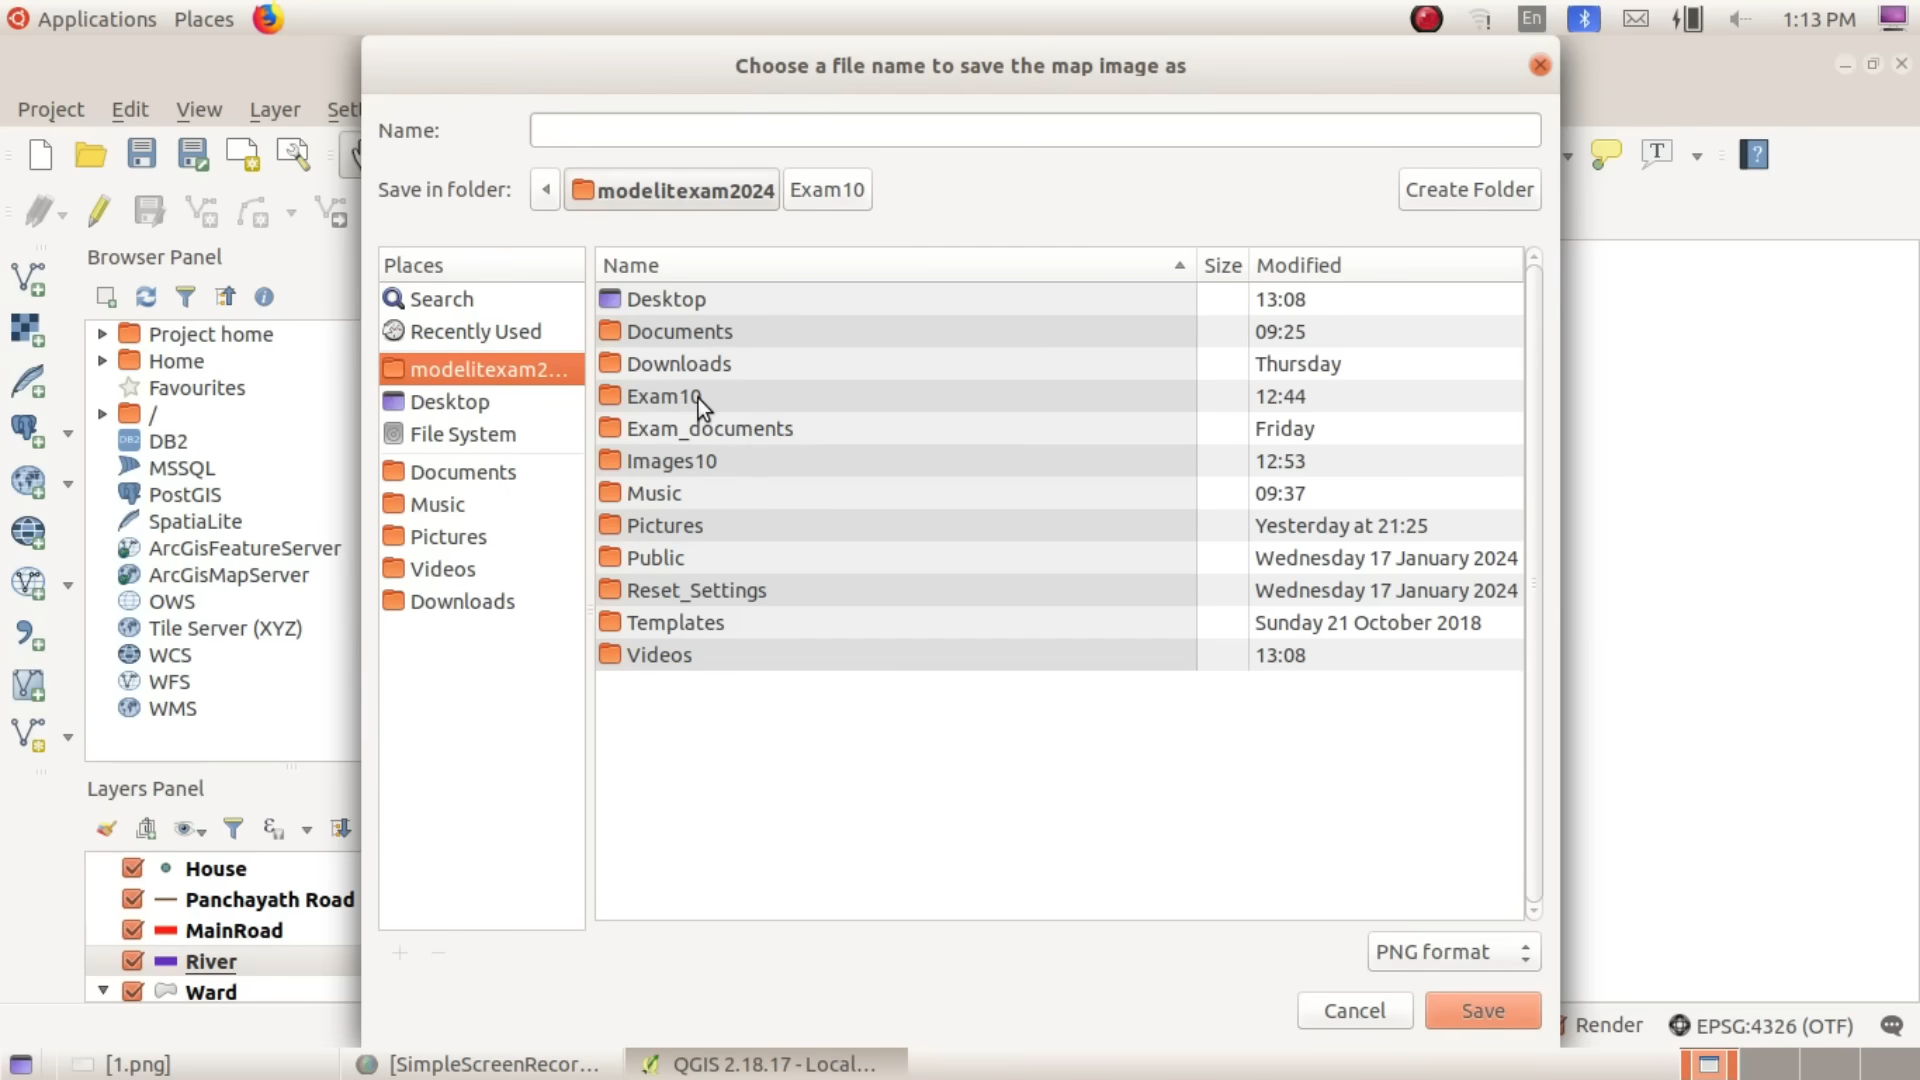 Applications Places En 1:13 PM
Choose a file name to save the map image as
Project Edit View Layer Sett
Name:
Save in folder: modelitexam2024 Exam10 Create Folder
T ?
Browser Panel
Project home
Home
Favourites
/
DB2
MSSQL
PostGIS
SpatiaLite
ArcGisFeatureServer
ArcGisMapServer
OWS
Tile Server (XYZ)
WCS
WFS
WMS
Layers Panel
House
Panchayath Road
MainRoad
River
Ward
Places
Search
Recently Used
modelitexam2...
Desktop
File System
Documents
Music
Pictures
Videos
Downloads
Name Size Modified
Desktop 13:08
Documents 09:25
Downloads Thursday
Exam10 12:44
Exam_documents Friday
Images10 12:53
Music 09:37
Pictures Yesterday at 21:25
Public Wednesday 17 January 2024
Reset_Settings Wednesday 17 January 2024
Templates Sunday 21 October 2018
Videos 13:08
PNG format
Cancel Save
Render EPSG:4326 (OTF)
[1.png] [SimpleScreenRecor... QGIS 2.18.17 - Local...